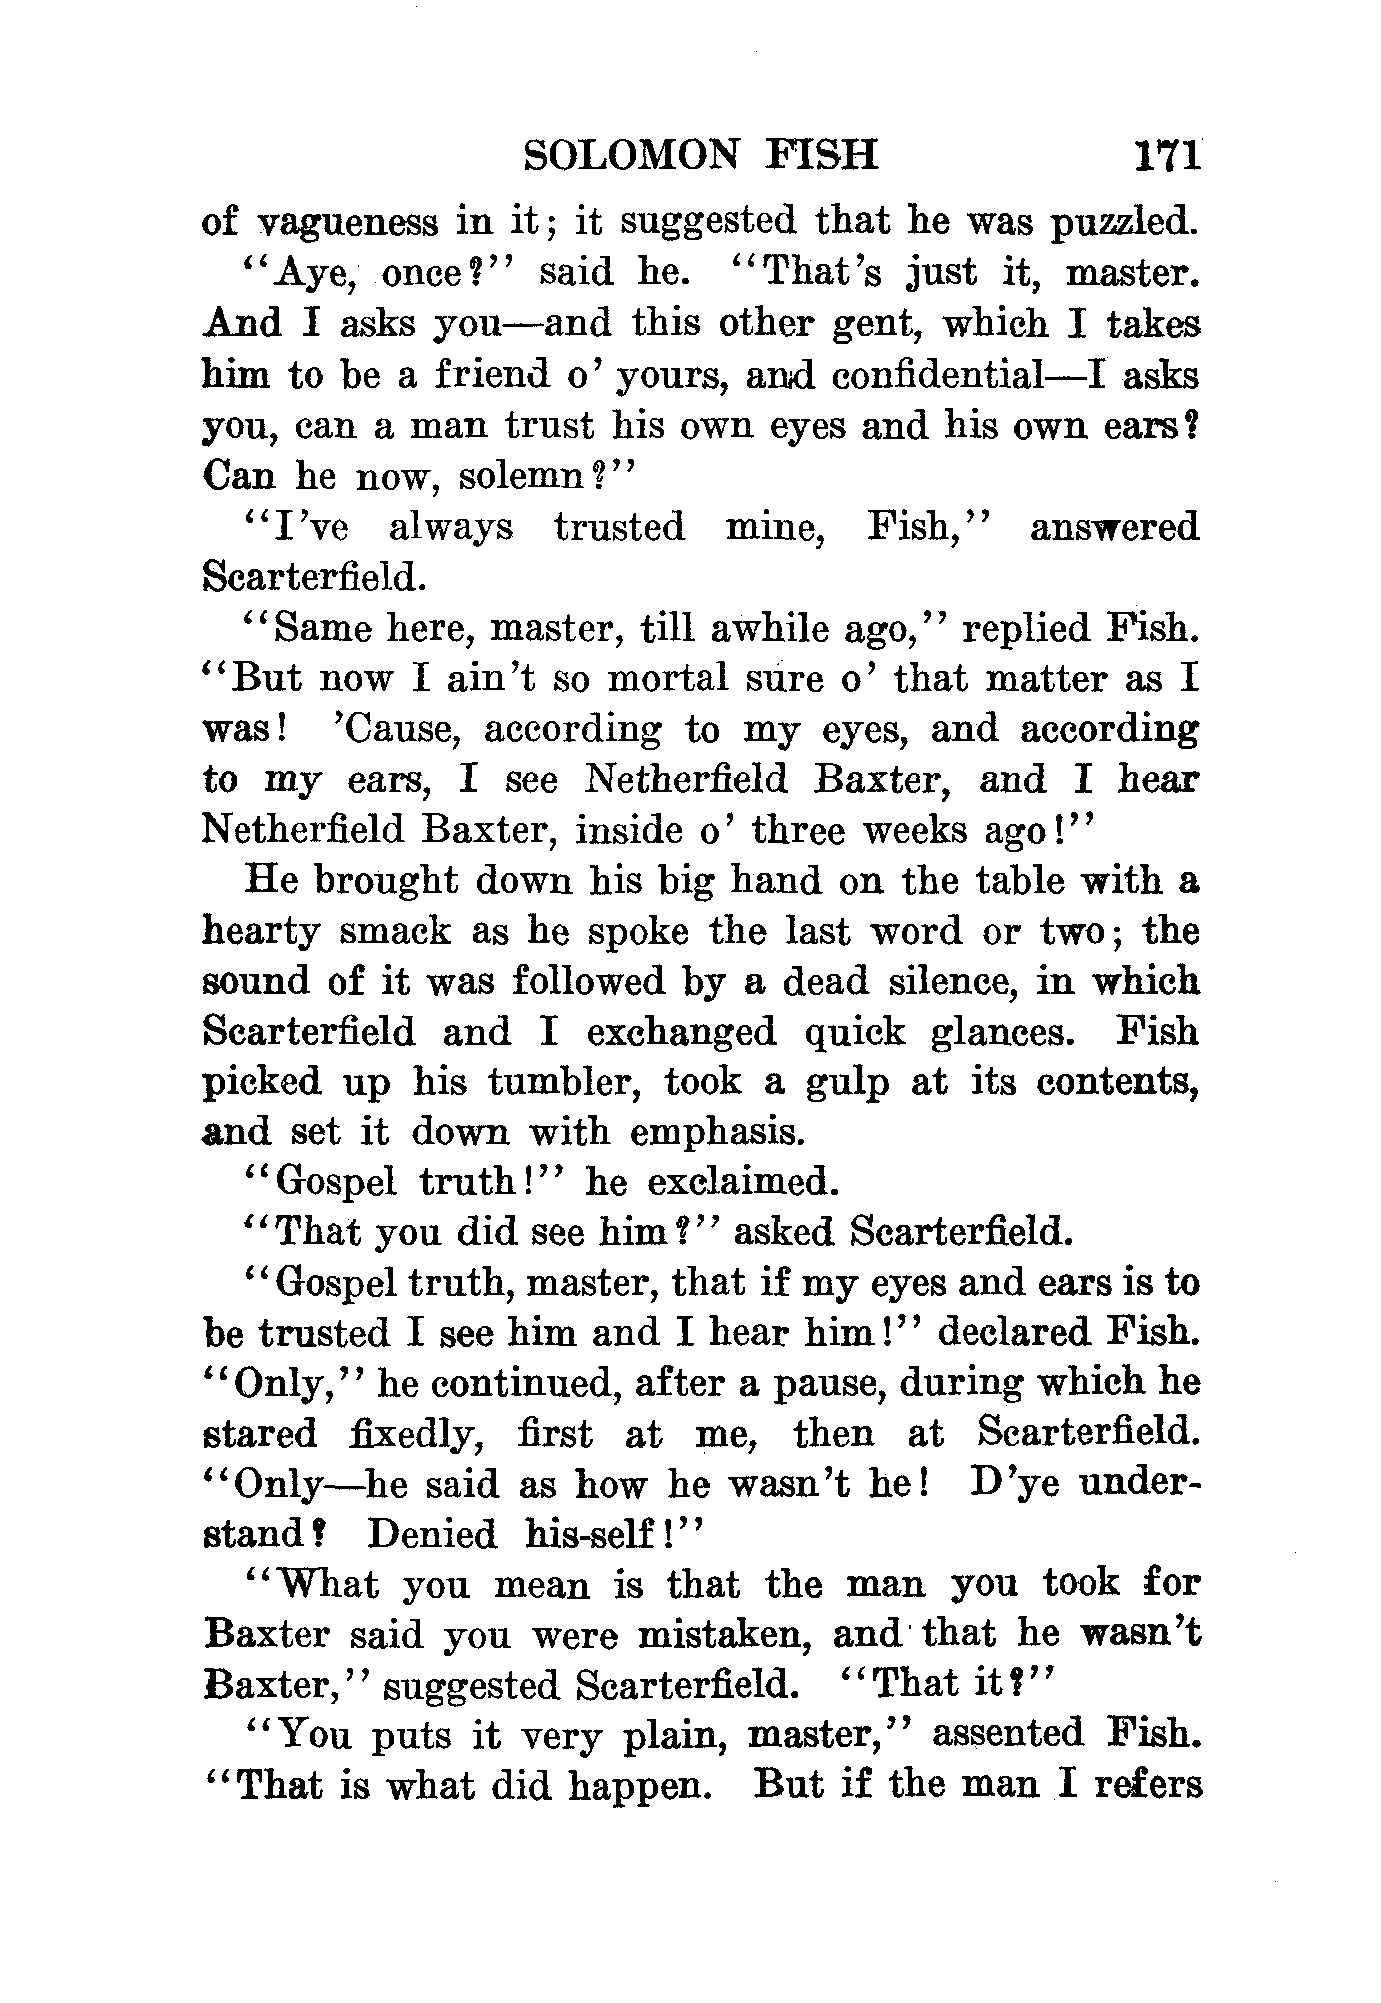 SOLOMON FISH 171
of vagueness in it; it suggested that he was puzzled.
"Aye, once?" said he. "That's just it, master.
And I asks you—and this other gent, which I takes
him to be a friend o' yours, and confidential—I asks
you, can a man trust his own eyes and his own ears?
Can he now, solemn?"
"I've always trusted mine, Fish," answered
Scarterfield.
"Same here, master, till awhile ago," replied Fish.
"But now I ain't so mortal sure o' that matter as I
was! 'Cause, according to my eyes, and according
to my ears, I see Netherfield Baxter, and I hear
Netherfield Baxter, inside o' three weeks ago!"
He brought down his big hand on the table with a
hearty smack as he spoke the last word or two; the
sound of it was followed by a dead silence, in which
Scarterfield and I exchanged quick glances. Fish
picked up his tumbler, took a gulp at its contents,
and set it down with emphasis.
"Gospel truth!" he exclaimed.
"That you did see him?" asked Scarterfield.
"Gospel truth, master, that if my eyes and ears is to
be trusted I see him and I hear him!" declared Fish.
"Only," he continued, after a pause, during which he
stared fixedly, first at me, then at Scarterfield.
"Only—he said as how he wasn't he! D'ye under-
stand? Denied his-self!"
"What you mean is that the man you took for
Baxter said you were mistaken, and that he wasn't
Baxter," suggested Scarterfield. "That it?"
"You puts it very plain, master," assented Fish.
"That is what did happen. But if the man I refers